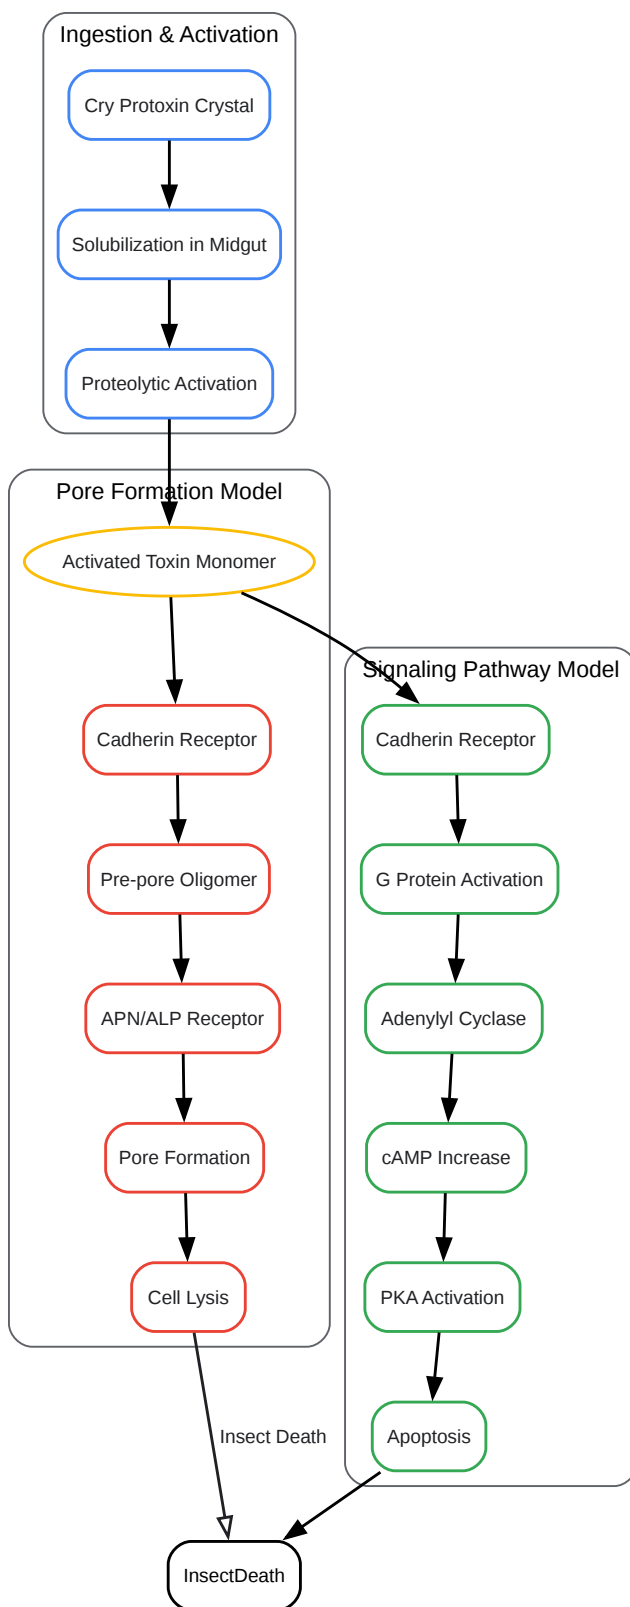 Ingestion & Activation
Cry Protoxin Crystal
Solubilization in Midgut
Proteolytic Activation
Pore Formation Model
Activated Toxin Monomer
Cadherin Receptor
Pre-pore Oligomer
APN/ALP Receptor
Pore Formation
Cell Lysis
Signaling Pathway Model
Cadherin Receptor
G Protein Activation
Adenylyl Cyclase
cAMP Increase
PKA Activation
Apoptosis
Insect Death
InsectDeath